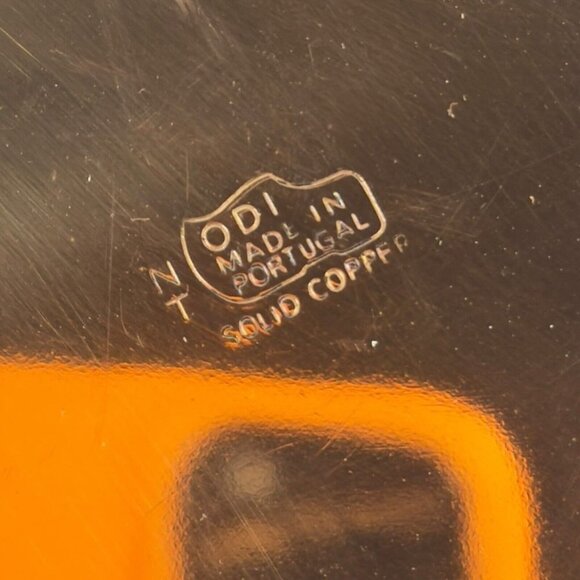 ODI
MADE IN
PORTUGAL
N
T
SOLID COPPER